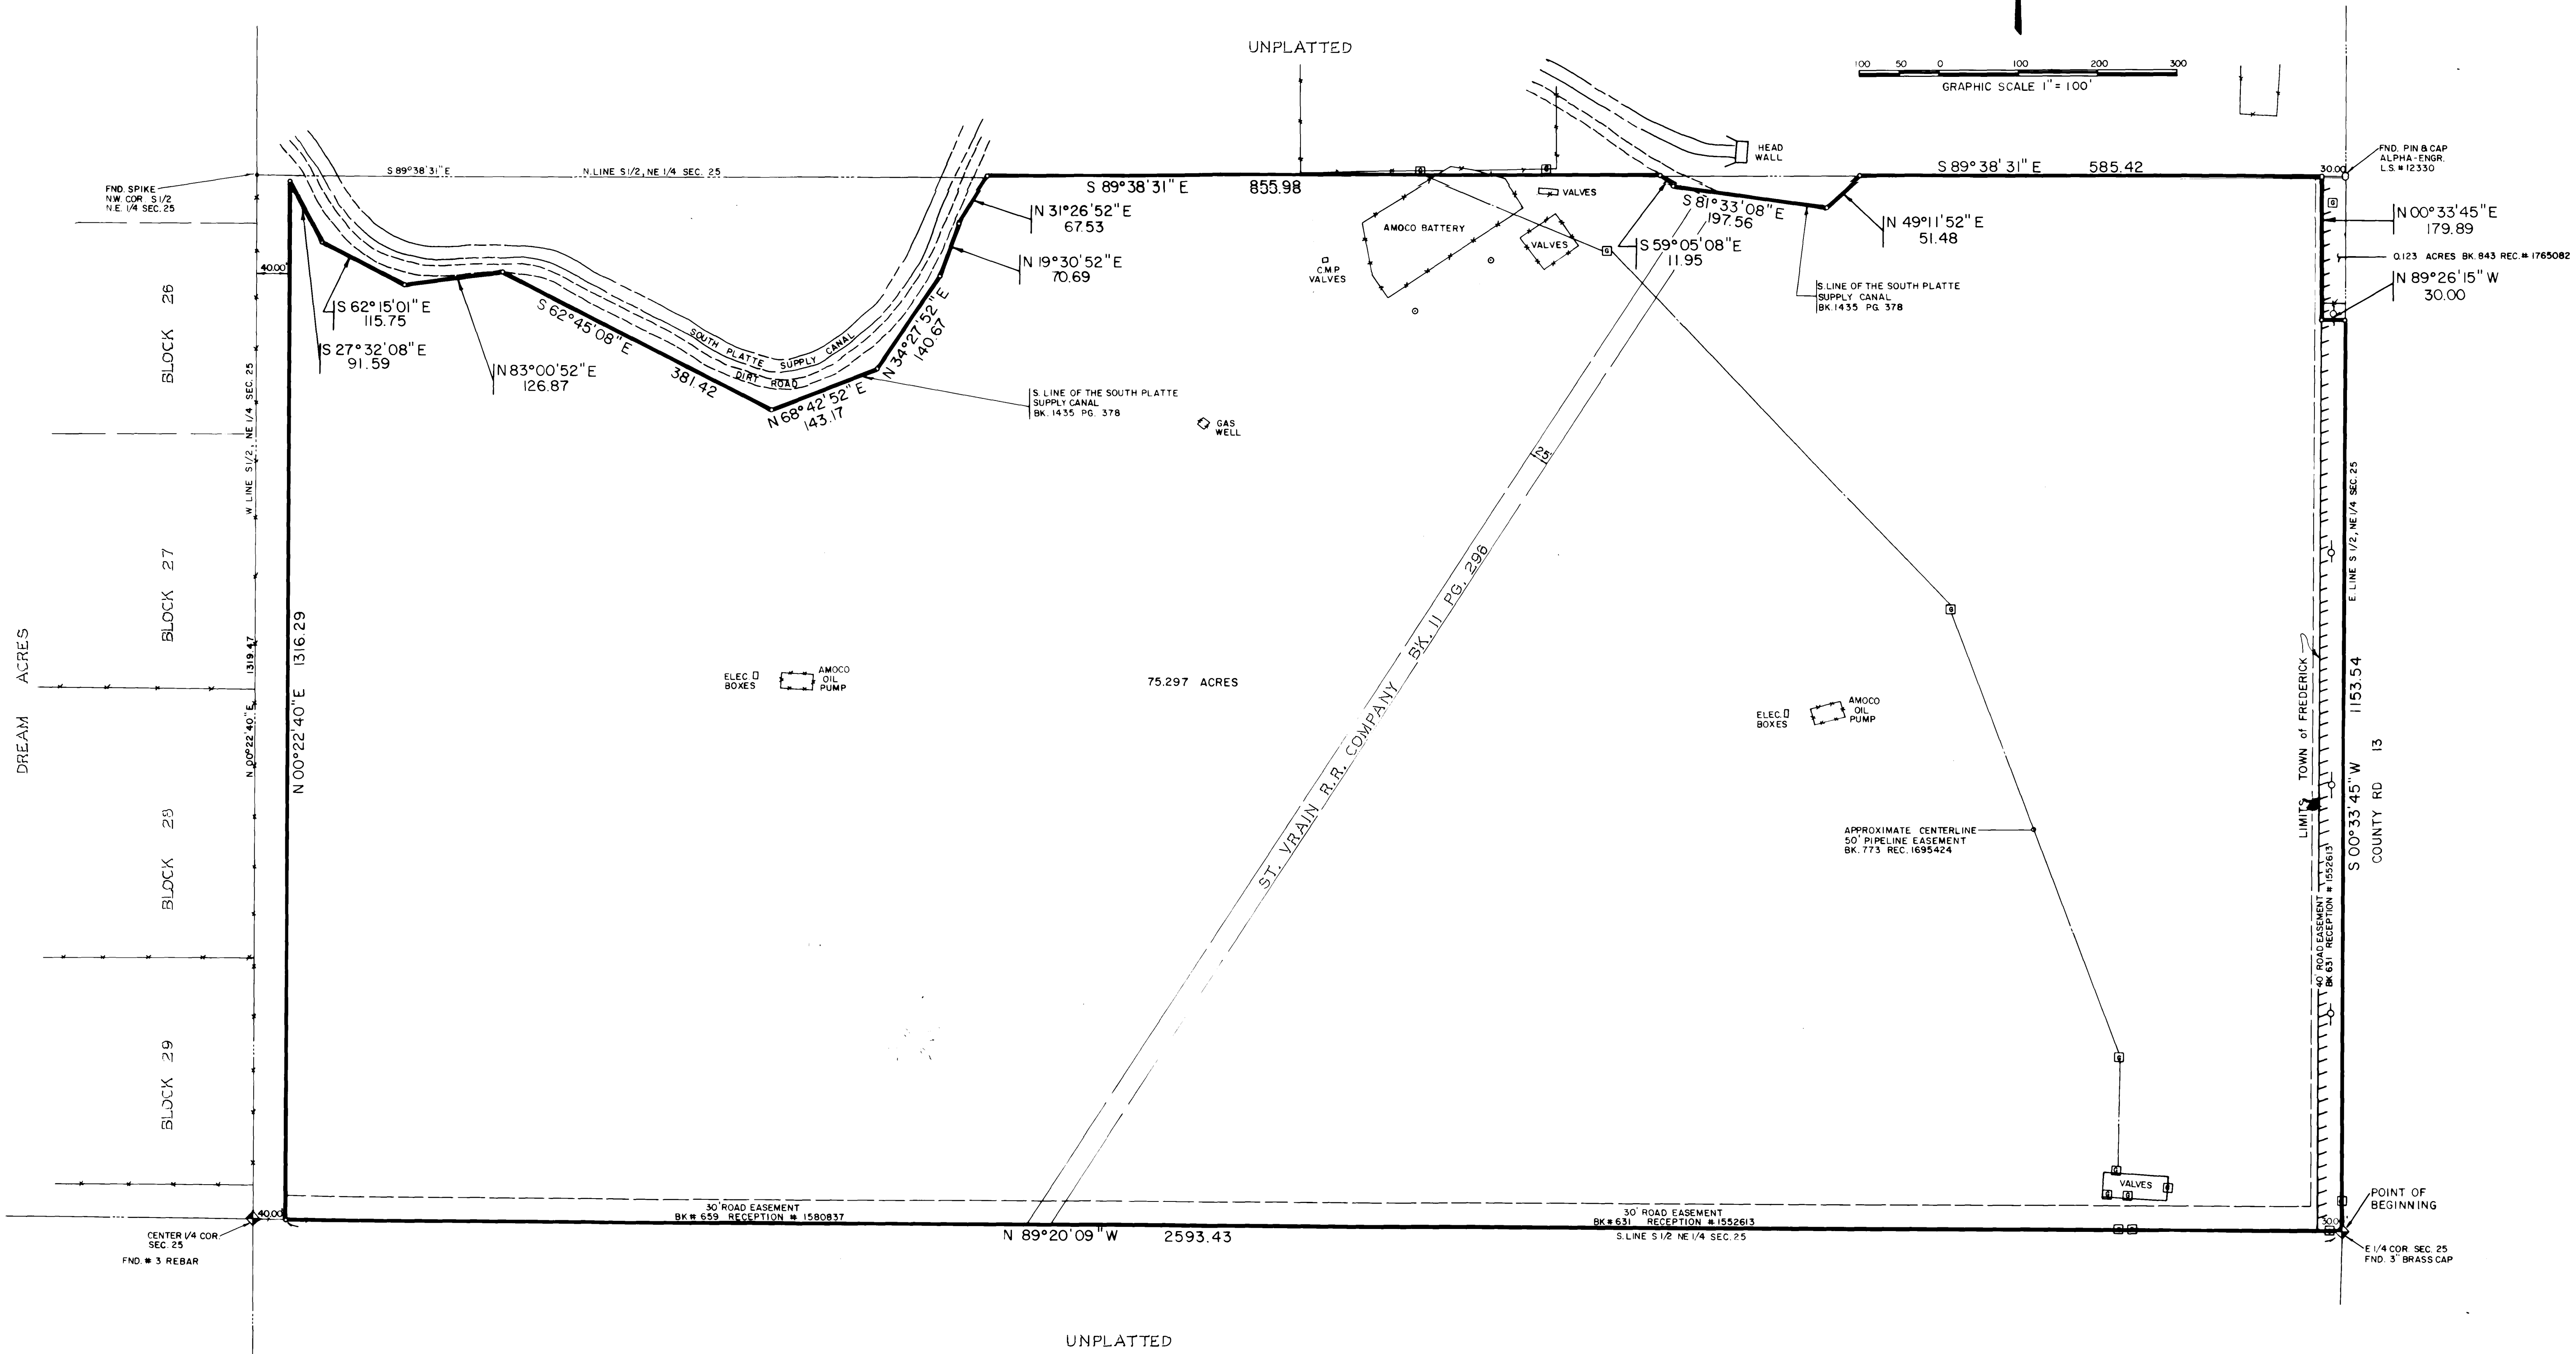 UNPLATTED
100 50 0 100 200 300
GRAPHIC SCALE 1" = 100'
HEAD
WALL
FND. PIN & CAP
ALPHA-ENGR.
L.S. # 12330
S 89°38'31" E
N. LINE S 1/2, NE 1/4 SEC. 25
S 89°38'31" E 855.98
S 89°38'31" E 585.42
30.00'
FND. SPIKE
N.W. COR. S 1/2
N.E. 1/4 SEC. 25
N 31°26'52" E
67.53
N 19°30'52" E
70.69
AMOCO BATTERY
VALVES
VALVES
C.M.P.
VALVES
S 81°33'08" E
197.56
S 59°05'08" E
11.95
N 49°11'52" E
51.48
S. LINE OF THE SOUTH PLATTE
SUPPLY CANAL
BK. 1435 PG. 378
N 00°33'45" E
179.89
0.123 ACRES BK. 843 REC. # 1765082
N 89°26'15" W
30.00
40.00'
S 62°15'01" E
115.75
S 27°32'08" E
91.59
N 83°00'52" E
126.87
S 62°45'08" E
381.42
SOUTH PLATTE SUPPLY CANAL
DIRT ROAD
N 68°42'52" E
143.17
N 34°27'52" E
140.67
S. LINE OF THE SOUTH PLATTE
SUPPLY CANAL
BK. 1435 PG. 378
GAS
WELL
25'
BLOCK 26
BLOCK 27
BLOCK 28
BLOCK 29
DREAM ACRES
W. LINE S 1/2, NE 1/4 SEC. 25
N 00°22'40" E 1319.47
N 00°22'40" E 1316.29
ELEC.
BOXES
AMOCO
OIL
PUMP
75.297 ACRES
ST. VRAIN R.R. COMPANY BK. 11 PG. 296
ELEC.
BOXES
AMOCO
OIL
PUMP
APPROXIMATE CENTERLINE
50' PIPELINE EASEMENT
BK. 773 REC. 1695424
LIMITS TOWN of FREDERICK
40' ROAD EASEMENT
BK 631 RECEPTION # 1552613
E. LINE S 1/2, NE 1/4 SEC. 25
S 00°33'45" W 1153.54
COUNTY RD 13
VALVES
POINT OF
BEGINNING
40.00'
30.00'
30' ROAD EASEMENT
BK # 659 RECEPTION # 1580837
30' ROAD EASEMENT
BK # 631 RECEPTION # 1552613
N 89°20'09" W 2593.43
S. LINE S 1/2 NE 1/4 SEC. 25
CENTER 1/4 COR.
SEC. 25
FND. # 3 REBAR
E 1/4 COR. SEC. 25
FND. 3" BRASS CAP
UNPLATTED
G
G
G
G
G
G
G
G
G
G